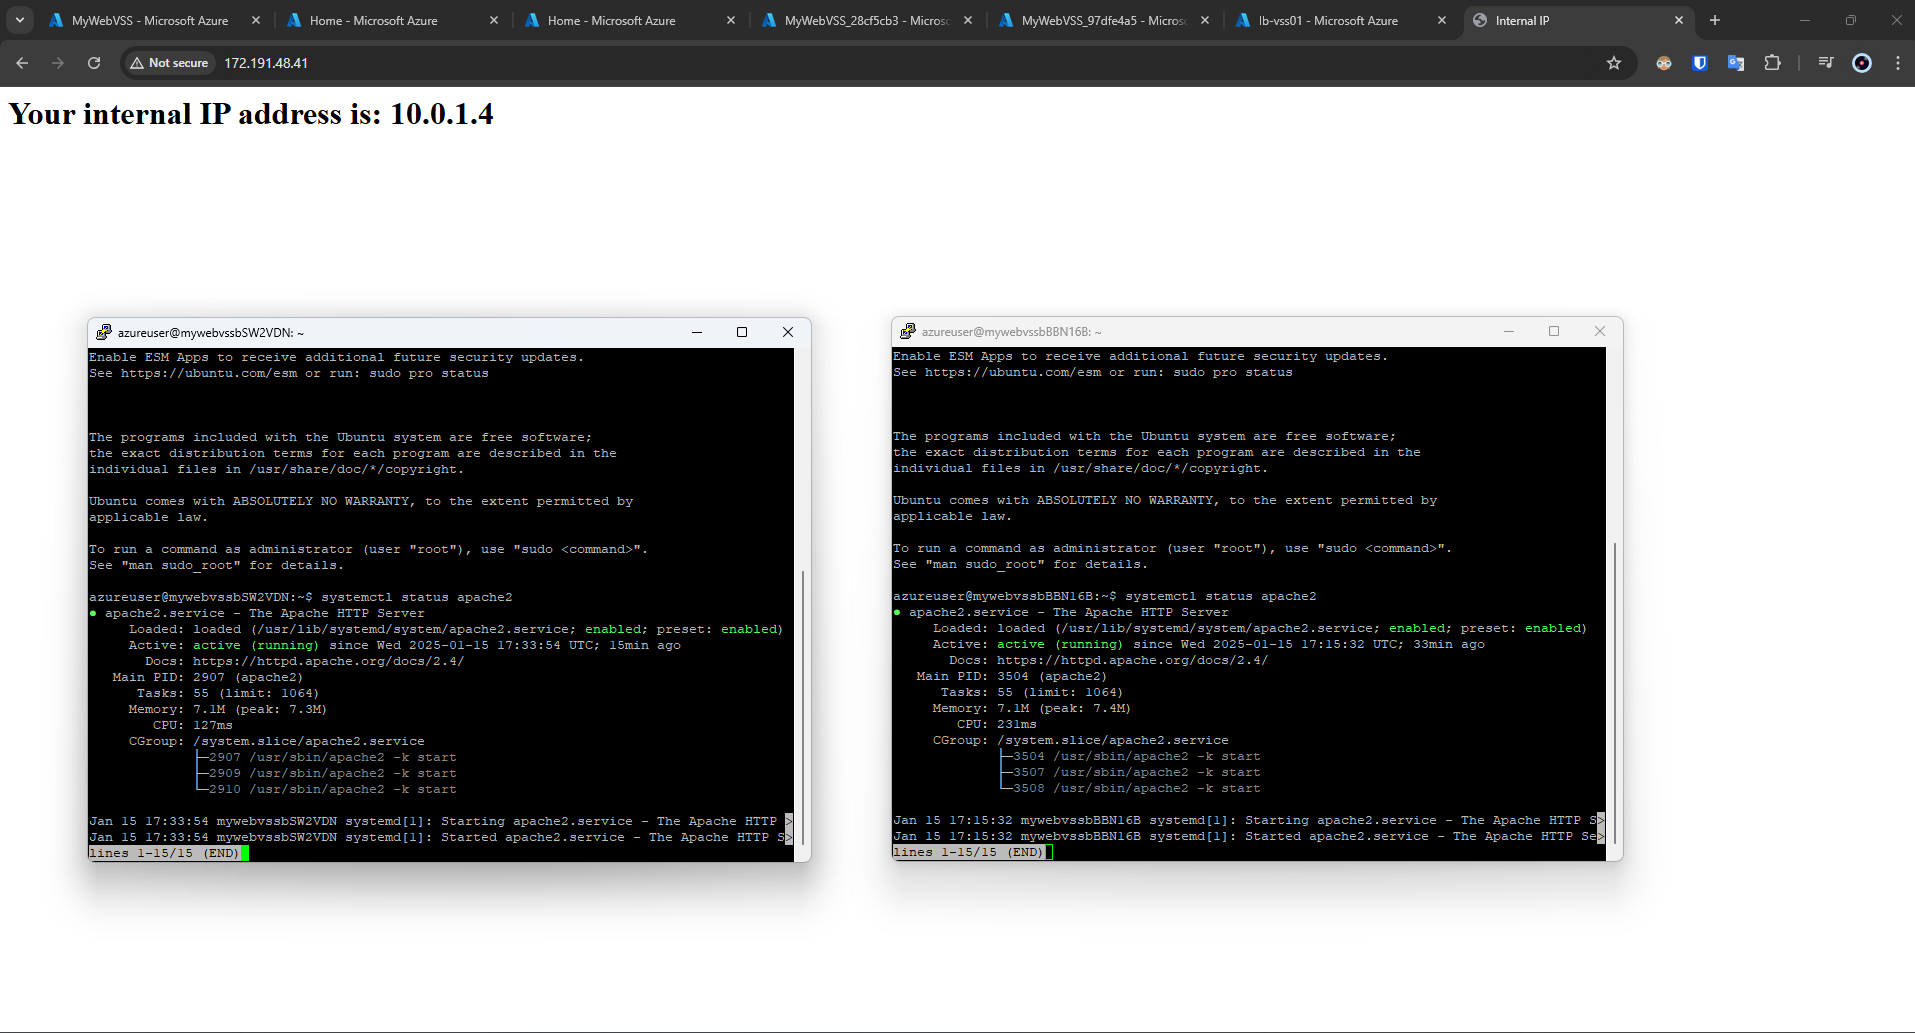 MyWebVSS - Microsoft Azure
Home - Microsoft Azure
Home - Microsoft Azure
MyWebVSS_28cf5cb3 - Micros
MyWebVSS_97dfe4a5 - Micros
lb-vss01 - Microsoft Azure
Internal IP
Not secure
172.191.48.41
Your internal IP address is: 10.0.1.4
azureuser@mywebvssbSW2VDN: ~
Enable ESM Apps to receive additional future security updates.
See https://ubuntu.com/esm or run: sudo pro status
The programs included with the Ubuntu system are free software;
the exact distribution terms for each program are described in the
individual files in /usr/share/doc/*/copyright.
Ubuntu comes with ABSOLUTELY NO WARRANTY, to the extent permitted by
applicable law.
To run a command as administrator (user "root"), use "sudo <command>".
See "man sudo_root" for details.
azureuser@mywebvssbSW2VDN:~$ systemctl status apache2
● apache2.service - The Apache HTTP Server
Loaded: loaded (/usr/lib/systemd/system/apache2.service; enabled; preset: enabled)
Active: active (running) since Wed 2025-01-15 17:33:54 UTC; 15min ago
Docs: https://httpd.apache.org/docs/2.4/
Main PID: 2907 (apache2)
Tasks: 55 (limit: 1064)
Memory: 7.1M (peak: 7.3M)
CPU: 127ms
CGroup: /system.slice/apache2.service
├─2907 /usr/sbin/apache2 -k start
├─2909 /usr/sbin/apache2 -k start
└─2910 /usr/sbin/apache2 -k start
Jan 15 17:33:54 mywebvssbSW2VDN systemd[1]: Starting apache2.service - The Apache HTTP >
Jan 15 17:33:54 mywebvssbSW2VDN systemd[1]: Started apache2.service - The Apache HTTP S>
lines 1-15/15 (END)
azureuser@mywebvssbBBN16B: ~
Enable ESM Apps to receive additional future security updates.
See https://ubuntu.com/esm or run: sudo pro status
The programs included with the Ubuntu system are free software;
the exact distribution terms for each program are described in the
individual files in /usr/share/doc/*/copyright.
Ubuntu comes with ABSOLUTELY NO WARRANTY, to the extent permitted by
applicable law.
To run a command as administrator (user "root"), use "sudo <command>".
See "man sudo_root" for details.
azureuser@mywebvssbBBN16B:~$ systemctl status apache2
● apache2.service - The Apache HTTP Server
Loaded: loaded (/usr/lib/systemd/system/apache2.service; enabled; preset: enabled)
Active: active (running) since Wed 2025-01-15 17:15:32 UTC; 33min ago
Docs: https://httpd.apache.org/docs/2.4/
Main PID: 3504 (apache2)
Tasks: 55 (limit: 1064)
Memory: 7.1M (peak: 7.4M)
CPU: 231ms
CGroup: /system.slice/apache2.service
├─3504 /usr/sbin/apache2 -k start
├─3507 /usr/sbin/apache2 -k start
└─3508 /usr/sbin/apache2 -k start
Jan 15 17:15:32 mywebvssbBBN16B systemd[1]: Starting apache2.service - The Apache HTTP S>
Jan 15 17:15:32 mywebvssbBBN16B systemd[1]: Started apache2.service - The Apache HTTP Se>
lines 1-15/15 (END)